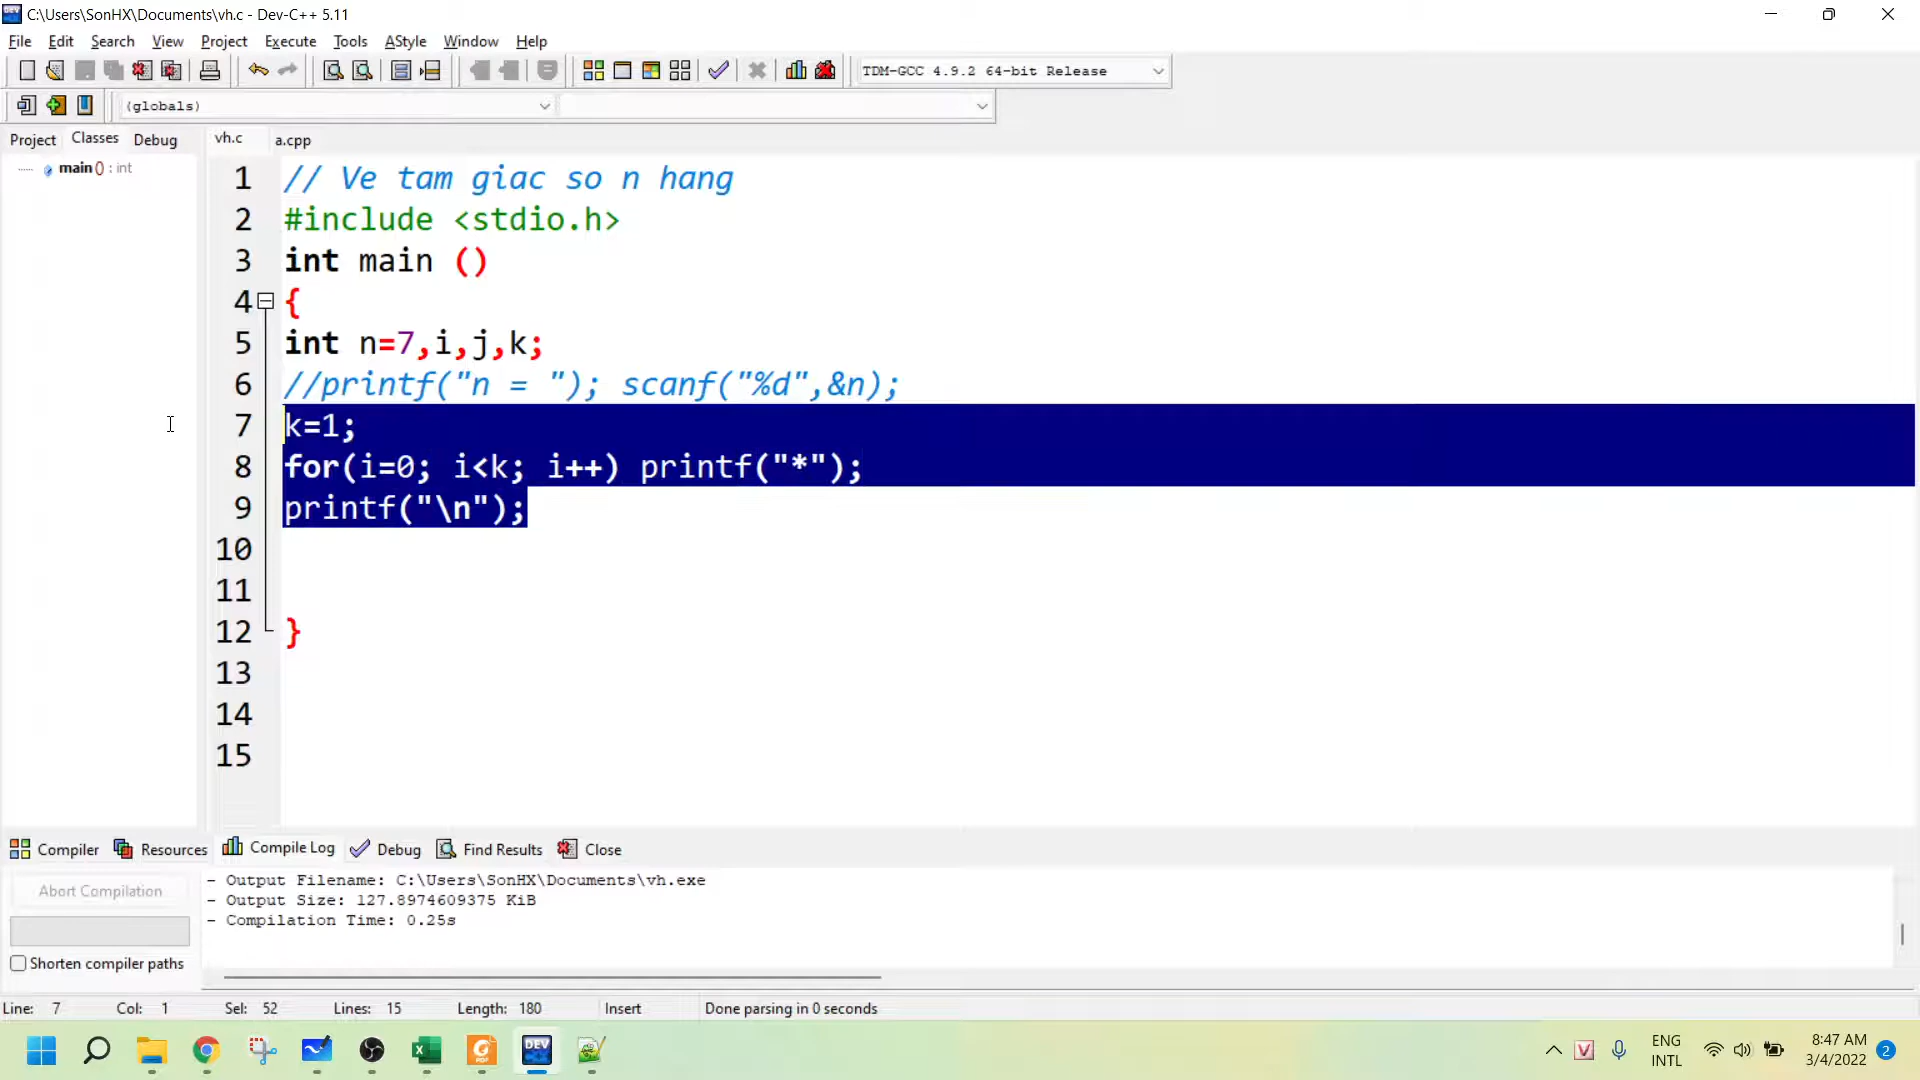 C:\Users\SonHX\Documents\vh.c - Dev-C++ 5.11
File Edit Search View Project Execute Tools AStyle Window Help
TDM-GCC 4.9.2 64-bit Release
(globals)
Project Classes Debug vh.c a.cpp
main () : int
1 // Ve tam giac so n hang
2 #include <stdio.h>
3 int main ()
4 {
5 int n=7,i,j,k;
6 //printf("n = "); scanf("%d",&n);
7 k=1;
8 for(i=0; i<k; i++) printf("*");
9 printf("\n");
10
11
12 }
13
14
15
Compiler Resources Compile Log Debug Find Results Close
Abort Compilation
Shorten compiler paths
- Output Filename: C:\Users\SonHX\Documents\vh.exe
- Output Size: 127.8974609375 KiB
- Compilation Time: 0.25s
Line: 7 Col: 1 Sel: 52 Lines: 15 Length: 180 Insert Done parsing in 0 seconds
DEV
ENG
INTL
8:47 AM
3/4/2022
2